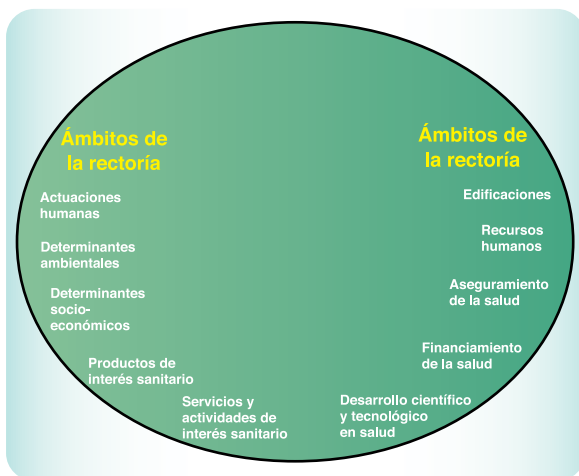 Ámbitos de
la rectoría
Actuaciones
humanas
Determinantes
ambientales
Determinantes
socio-
económicos
Productos de
interés sanitario
Servicios y
actividades de
interés sanitario
Ámbitos de
la rectoría
Edificaciones
Recursos
humanos
Aseguramiento
de la salud
Financiamiento
de la salud
Desarrollo científico
y tecnológico
en salud